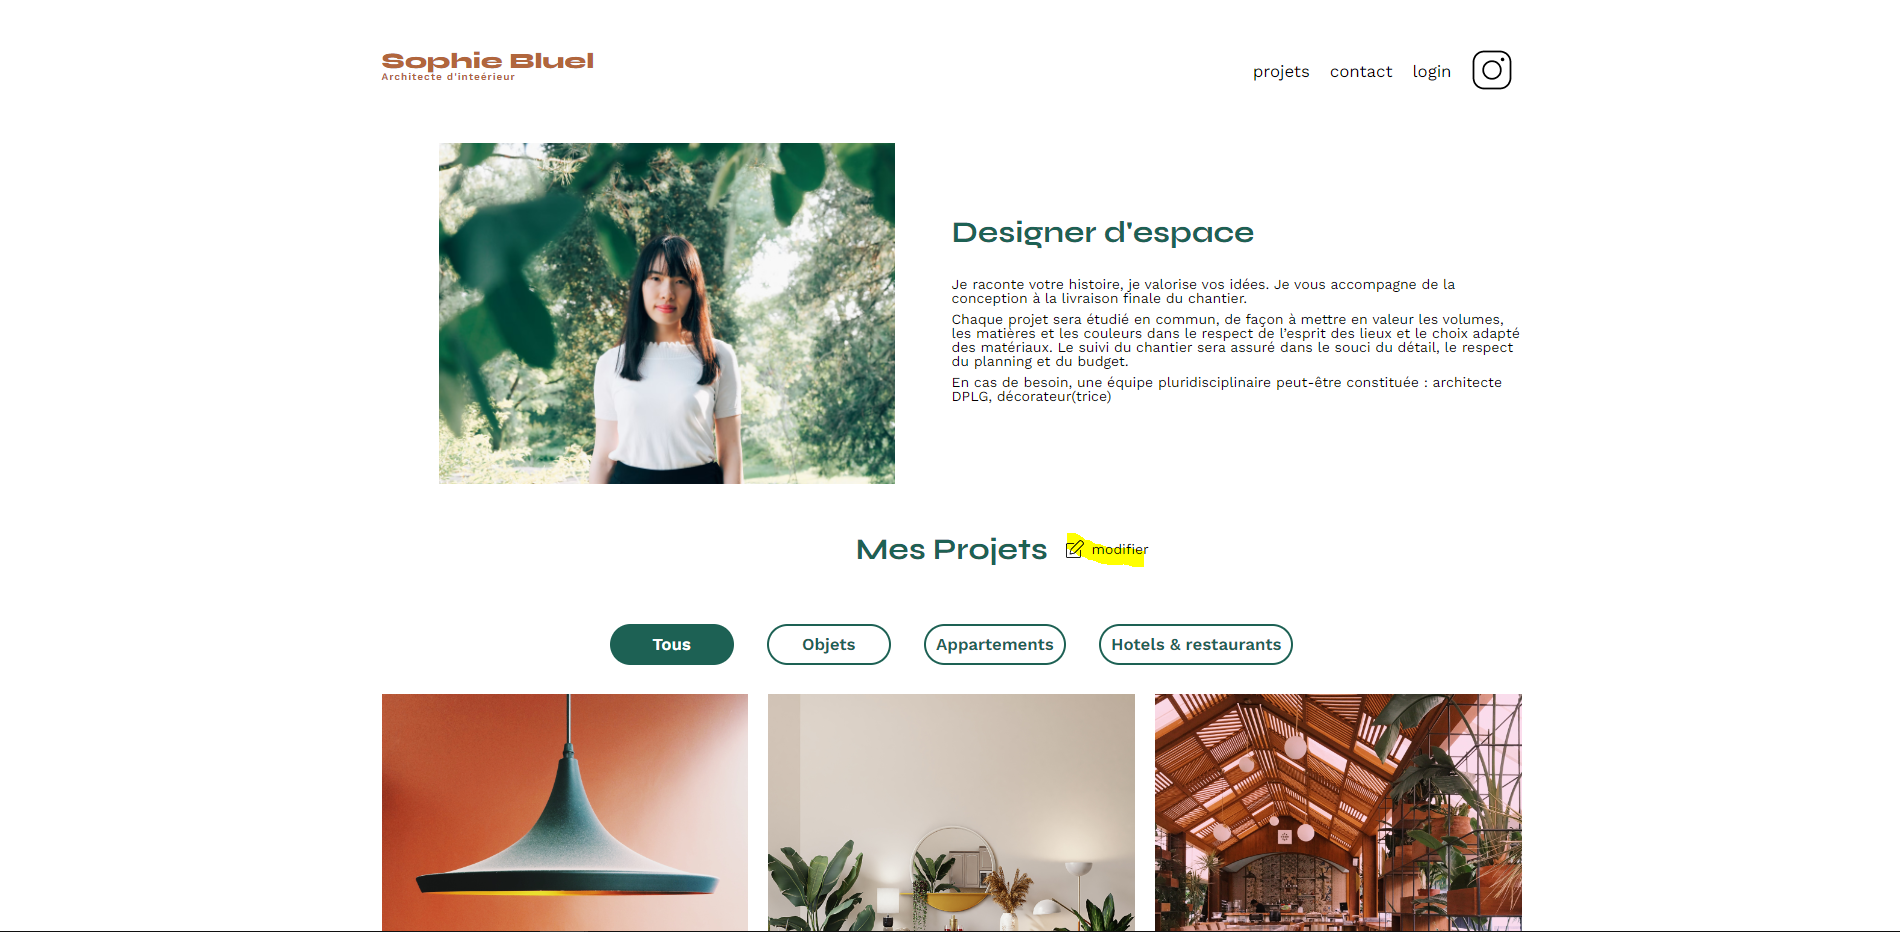 Sophie Bluel
Architecte d'inteérieur
projets contact login
Designer d'espace
Je raconte votre histoire, je valorise vos idées. Je vous accompagne de la
conception à la livraison finale du chantier.
Chaque projet sera étudié en commun, de façon à mettre en valeur les volumes,
les matières et les couleurs dans le respect de l’esprit des lieux et le choix adapté
des matériaux. Le suivi du chantier sera assuré dans le souci du détail, le respect
du planning et du budget.
En cas de besoin, une équipe pluridisciplinaire peut-être constituée : architecte
DPLG, décorateur(trice)
Mes Projets modifier
Tous Objets Appartements Hotels & restaurants